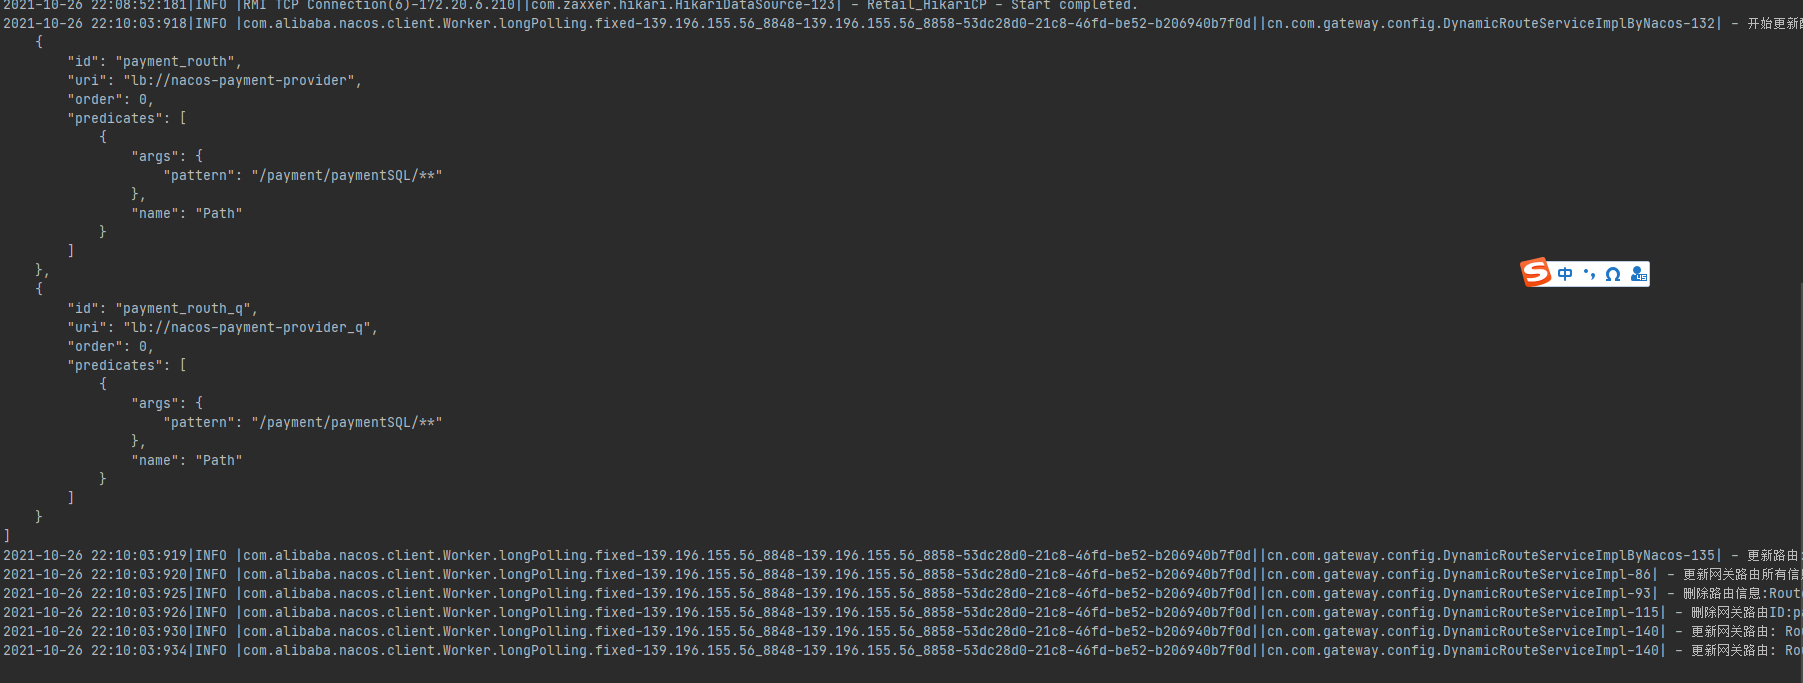 2021-10-26 22:08:52:181|INFO |RMI TCP Connection(6)-172.20.6.210||com.zaxxer.hikari.HikariDataSource-123| - Retail_HikariCP - Start completed.
2021-10-26 22:10:03:918|INFO |com.alibaba.nacos.client.Worker.longPolling.fixed-139.196.155.56_8848-139.196.155.56_8858-53dc28d0-21c8-46fd-be52-b206940b7f0d||cn.com.gateway.config.DynamicRouteServiceImplByNacos-132| - 开始更新
    {
        "id": "payment_routh",
        "uri": "lb://nacos-payment-provider",
        "order": 0,
        "predicates": [
            {
                "args": {
                    "pattern": "/payment/paymentSQL/**"
                },
                "name": "Path"
            }
        ]
    },
    {
        "id": "payment_routh_q",
        "uri": "lb://nacos-payment-provider_q",
        "order": 0,
        "predicates": [
            {
                "args": {
                    "pattern": "/payment/paymentSQL/**"
                },
                "name": "Path"
            }
        ]
    }
]
2021-10-26 22:10:03:919|INFO |com.alibaba.nacos.client.Worker.longPolling.fixed-139.196.155.56_8848-139.196.155.56_8858-53dc28d0-21c8-46fd-be52-b206940b7f0d||cn.com.gateway.config.DynamicRouteServiceImplByNacos-135| - 更新路由:
2021-10-26 22:10:03:920|INFO |com.alibaba.nacos.client.Worker.longPolling.fixed-139.196.155.56_8848-139.196.155.56_8858-53dc28d0-21c8-46fd-be52-b206940b7f0d||cn.com.gateway.config.DynamicRouteServiceImpl-86| - 更新网关路由所有信
2021-10-26 22:10:03:925|INFO |com.alibaba.nacos.client.Worker.longPolling.fixed-139.196.155.56_8848-139.196.155.56_8858-53dc28d0-21c8-46fd-be52-b206940b7f0d||cn.com.gateway.config.DynamicRouteServiceImpl-93| - 删除路由信息:Route
2021-10-26 22:10:03:926|INFO |com.alibaba.nacos.client.Worker.longPolling.fixed-139.196.155.56_8848-139.196.155.56_8858-53dc28d0-21c8-46fd-be52-b206940b7f0d||cn.com.gateway.config.DynamicRouteServiceImpl-115| - 删除网关路由ID:pa
2021-10-26 22:10:03:930|INFO |com.alibaba.nacos.client.Worker.longPolling.fixed-139.196.155.56_8848-139.196.155.56_8858-53dc28d0-21c8-46fd-be52-b206940b7f0d||cn.com.gateway.config.DynamicRouteServiceImpl-140| - 更新网关路由: Rou
2021-10-26 22:10:03:934|INFO |com.alibaba.nacos.client.Worker.longPolling.fixed-139.196.155.56_8848-139.196.155.56_8858-53dc28d0-21c8-46fd-be52-b206940b7f0d||cn.com.gateway.config.DynamicRouteServiceImpl-140| - 更新网关路由: Rou
S 中